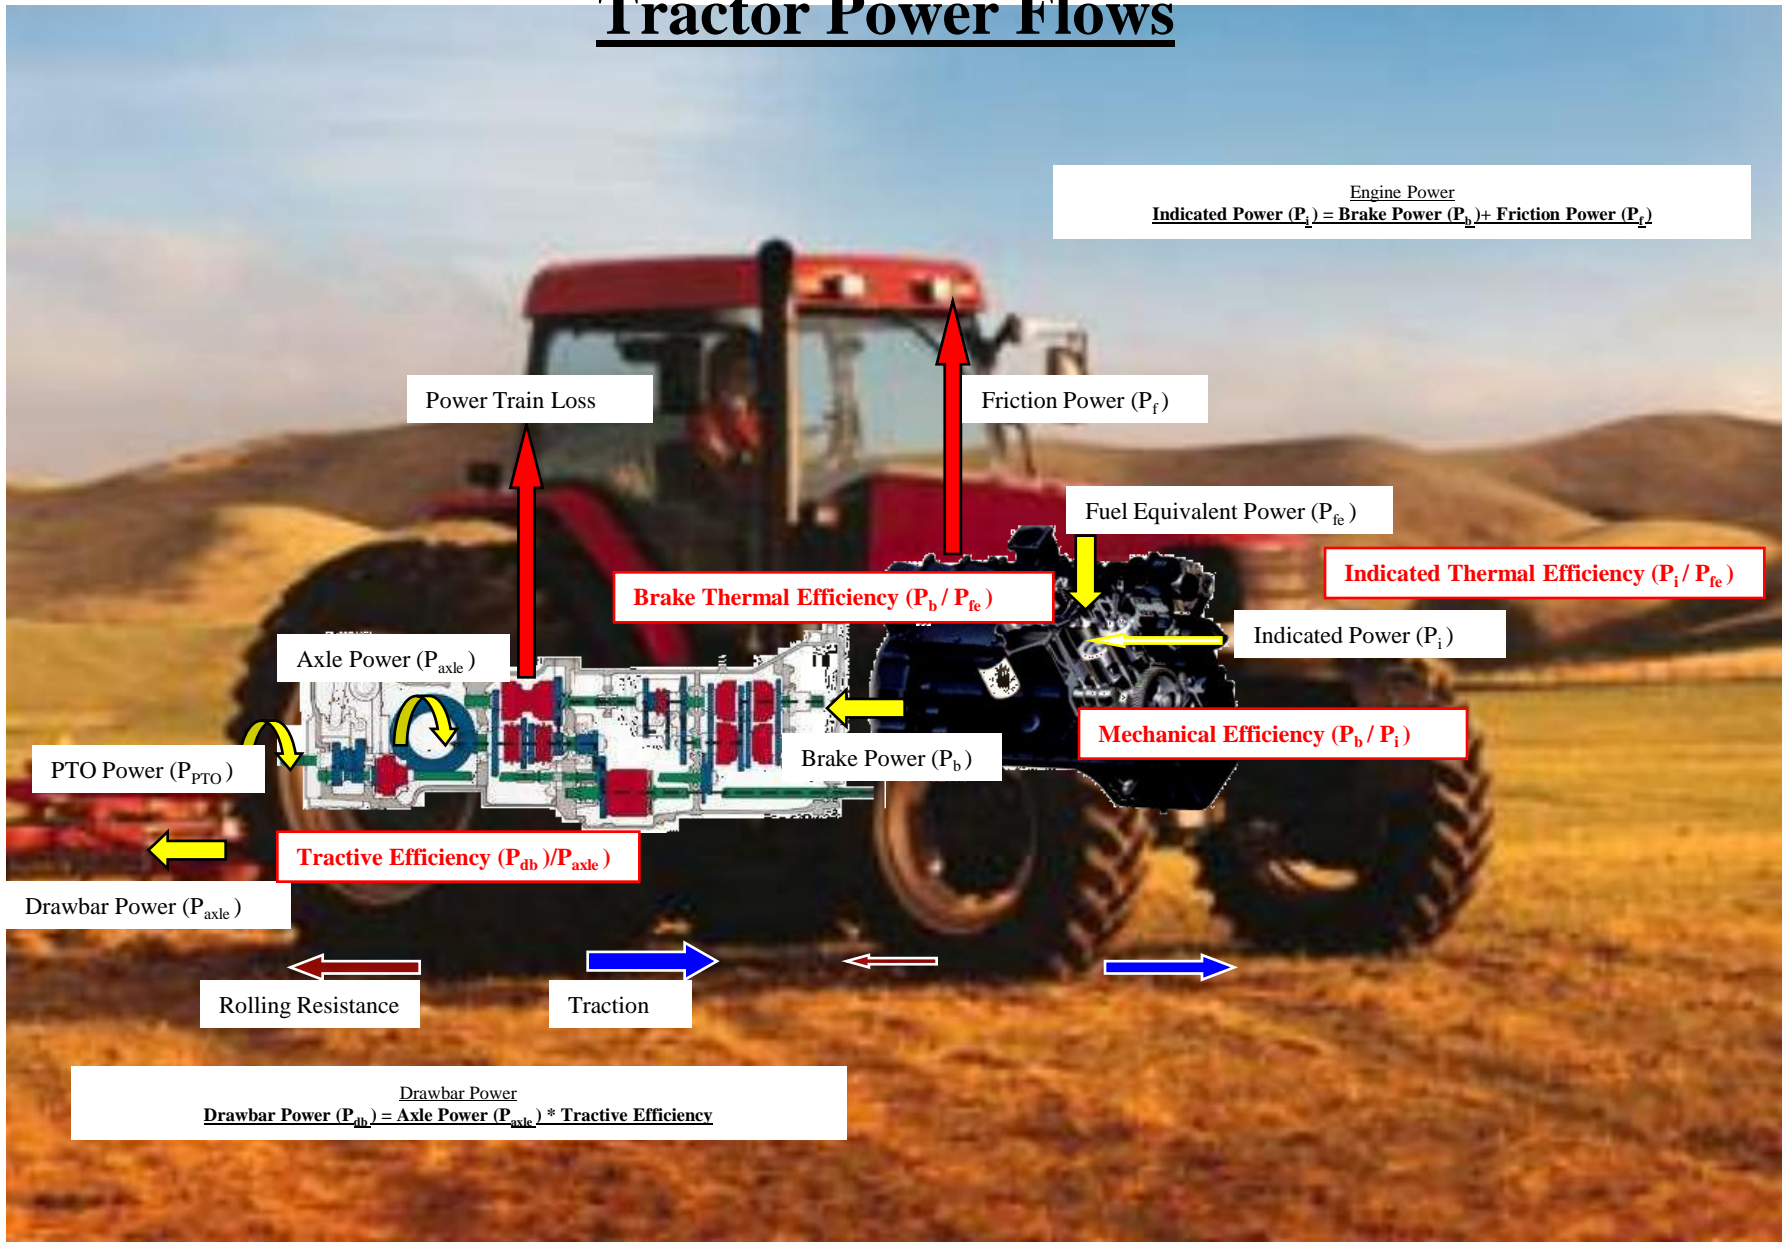 Tractor Power Flows
Engine Power
Indicated Power (Pi) = Brake Power (Pb)+ Friction Power (Pf)
Power Train Loss
Friction Power (Pf)
Fuel Equivalent Power (Pfe)
Brake Thermal Efficiency (Pb / Pfe)
Indicated Thermal Efficiency (Pi / Pfe)
Axle Power (Paxle)
Indicated Power (Pi)
Mechanical Efficiency (Pb / Pi)
PTO Power (PPTO)
Brake Power (Pb)
Tractive Efficiency (Pdb)/Paxle)
Drawbar Power (Paxle)
Rolling Resistance
Traction
Drawbar Power
Drawbar Power (Pdb) = Axle Power (Paxle) * Tractive Efficiency